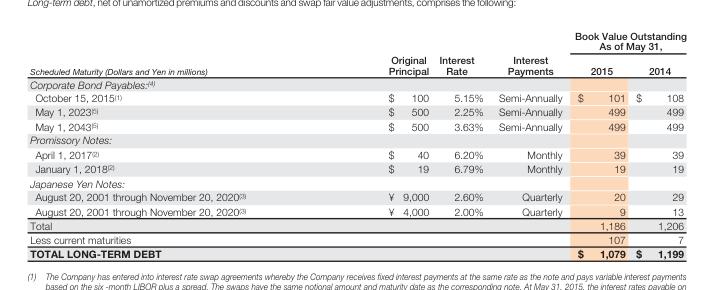 Long-term debt, net of unamortized premiums and discounts and swap fair value adjustments, comprises the following:
Book Value Outstanding
As of May 31,
Original Interest Interest
Scheduled Maturity (Dollars and Yen in millions) Principal Rate Payments 2015 2014
Corporate Bond Payables:(4)
October 15, 2015(1) $ 100 5.15% Semi-Annually $ 101 $ 108
May 1, 2023(5) $ 500 2.25% Semi-Annually 499 499
May 1, 2043(5) $ 500 3.63% Semi-Annually 499 499
Promissory Notes:
April 1, 2017(2) $ 40 6.20% Monthly 39 39
January 1, 2018(2) $ 19 6.79% Monthly 19 19
Japanese Yen Notes:
August 20, 2001 through November 20, 2020(3) ¥ 9,000 2.60% Quarterly 20 29
August 20, 2001 through November 20, 2020(3) ¥ 4,000 2.00% Quarterly 9 13
Total 1,186 1,206
Less current maturities 107 7
TOTAL LONG-TERM DEBT $ 1,079 $ 1,199
(1) The Company has entered into interest rate swap agreements whereby the Company receives fixed interest payments at the same rate as the note and pays variable interest payments
based on the six -month LIBOR plus a spread. The swaps have the same notional amount and maturity date as the corresponding note. At May 31, 2015, the interest rates payable on